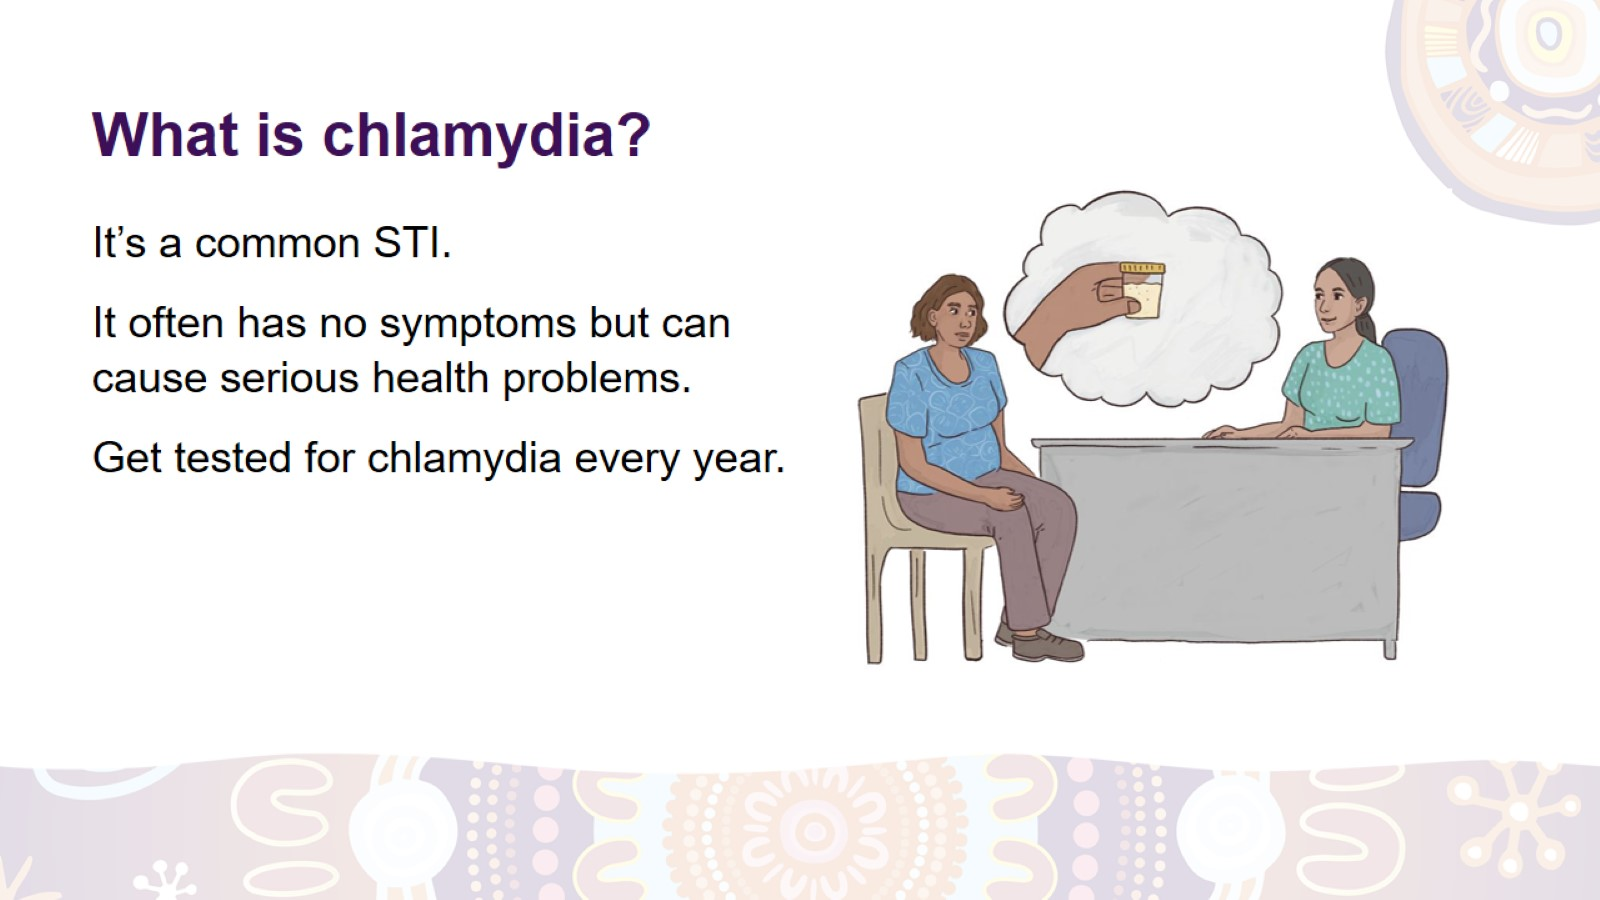 What is chlamydia?
It’s a common STI.
It often has no symptoms but can
cause serious health problems.
Get tested for chlamydia every year.